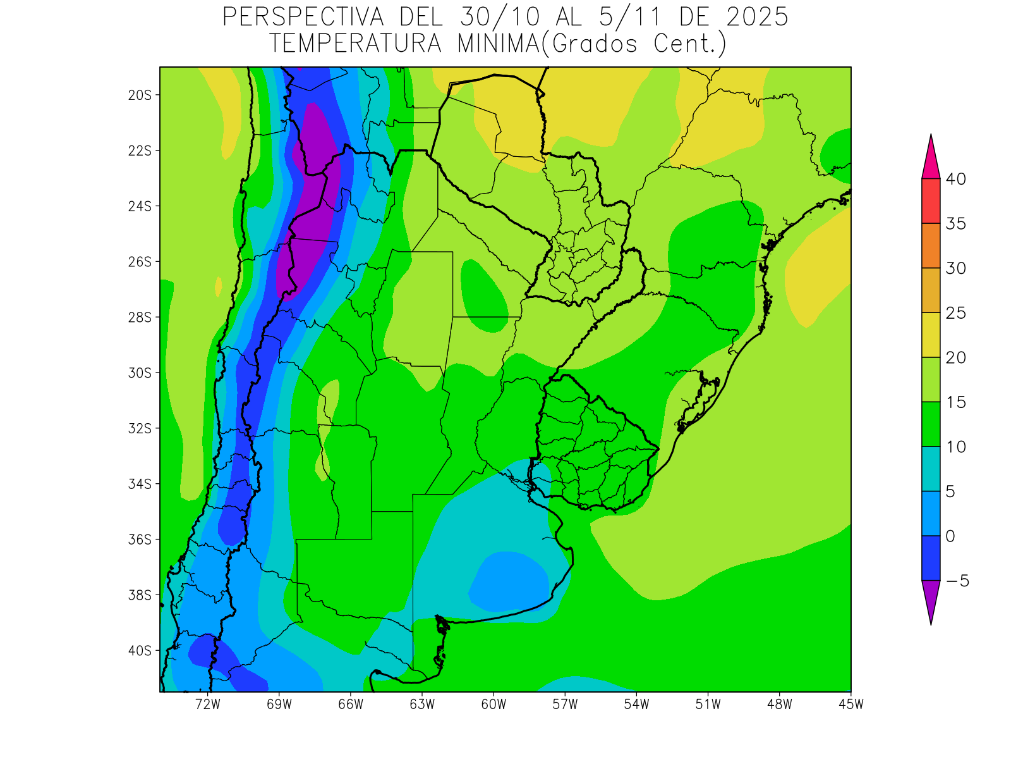 PERSPECTIVA DEL 30/10 AL 5/11 DE 2025
TEMPERATURA MINIMA(Grados Cent.)
20S
22S
24S
26S
28S
30S
32S
34S
36S
38S
40S
72W 69W 66W 63W 60W 57W 54W 51W 48W 45W
40
35
30
25
20
15
10
5
0
−5